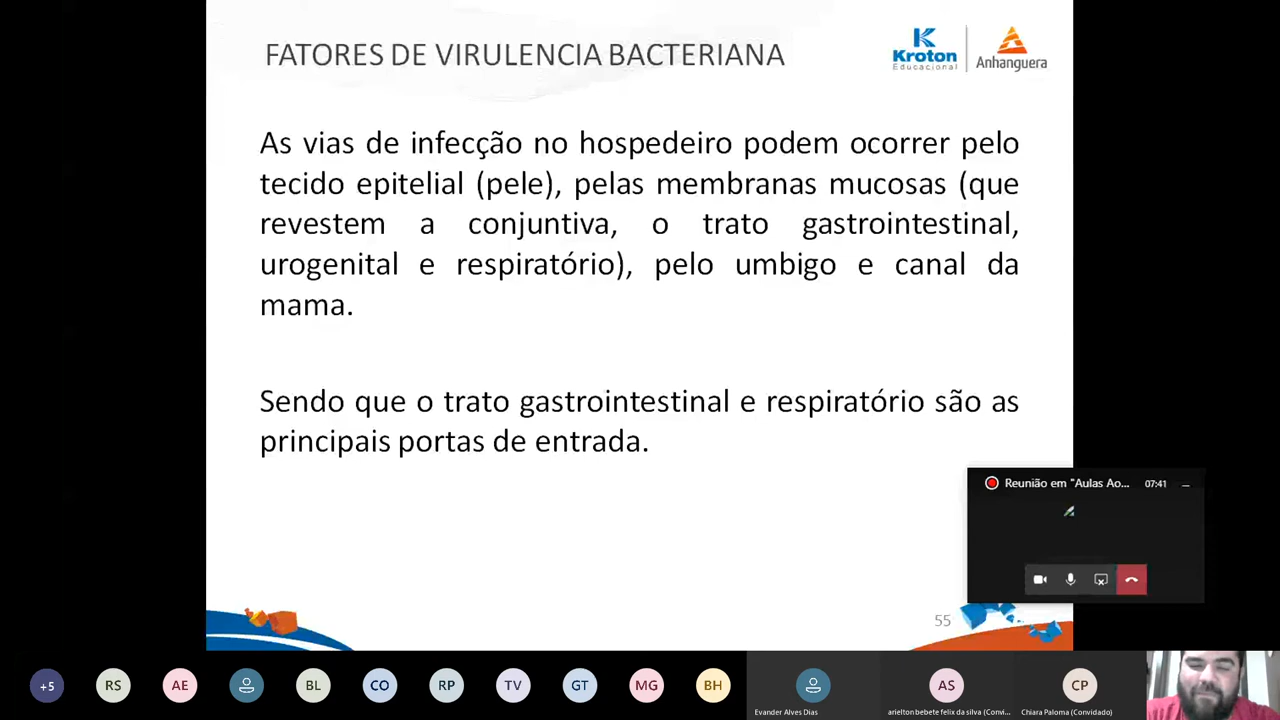 FATORES DE VIRULENCIA BACTERIANA
Kroton
Educacional
Anhanguera
As vias de infecção no hospedeiro podem ocorrer pelo
tecido epitelial (pele), pelas membranas mucosas (que
revestem a conjuntiva, o trato gastrointestinal,
urogenital e respiratório), pelo umbigo e canal da
mama.
Sendo que o trato gastrointestinal e respiratório são as
principais portas de entrada.
Reunião em "Aulas Ao... 07:41
55
+5 RS AE BL CO RP TV GT MG BH AS CP
Evander Alves Dias arielton bebete felix da silva (Convi... Chiara Paloma (Convidado)